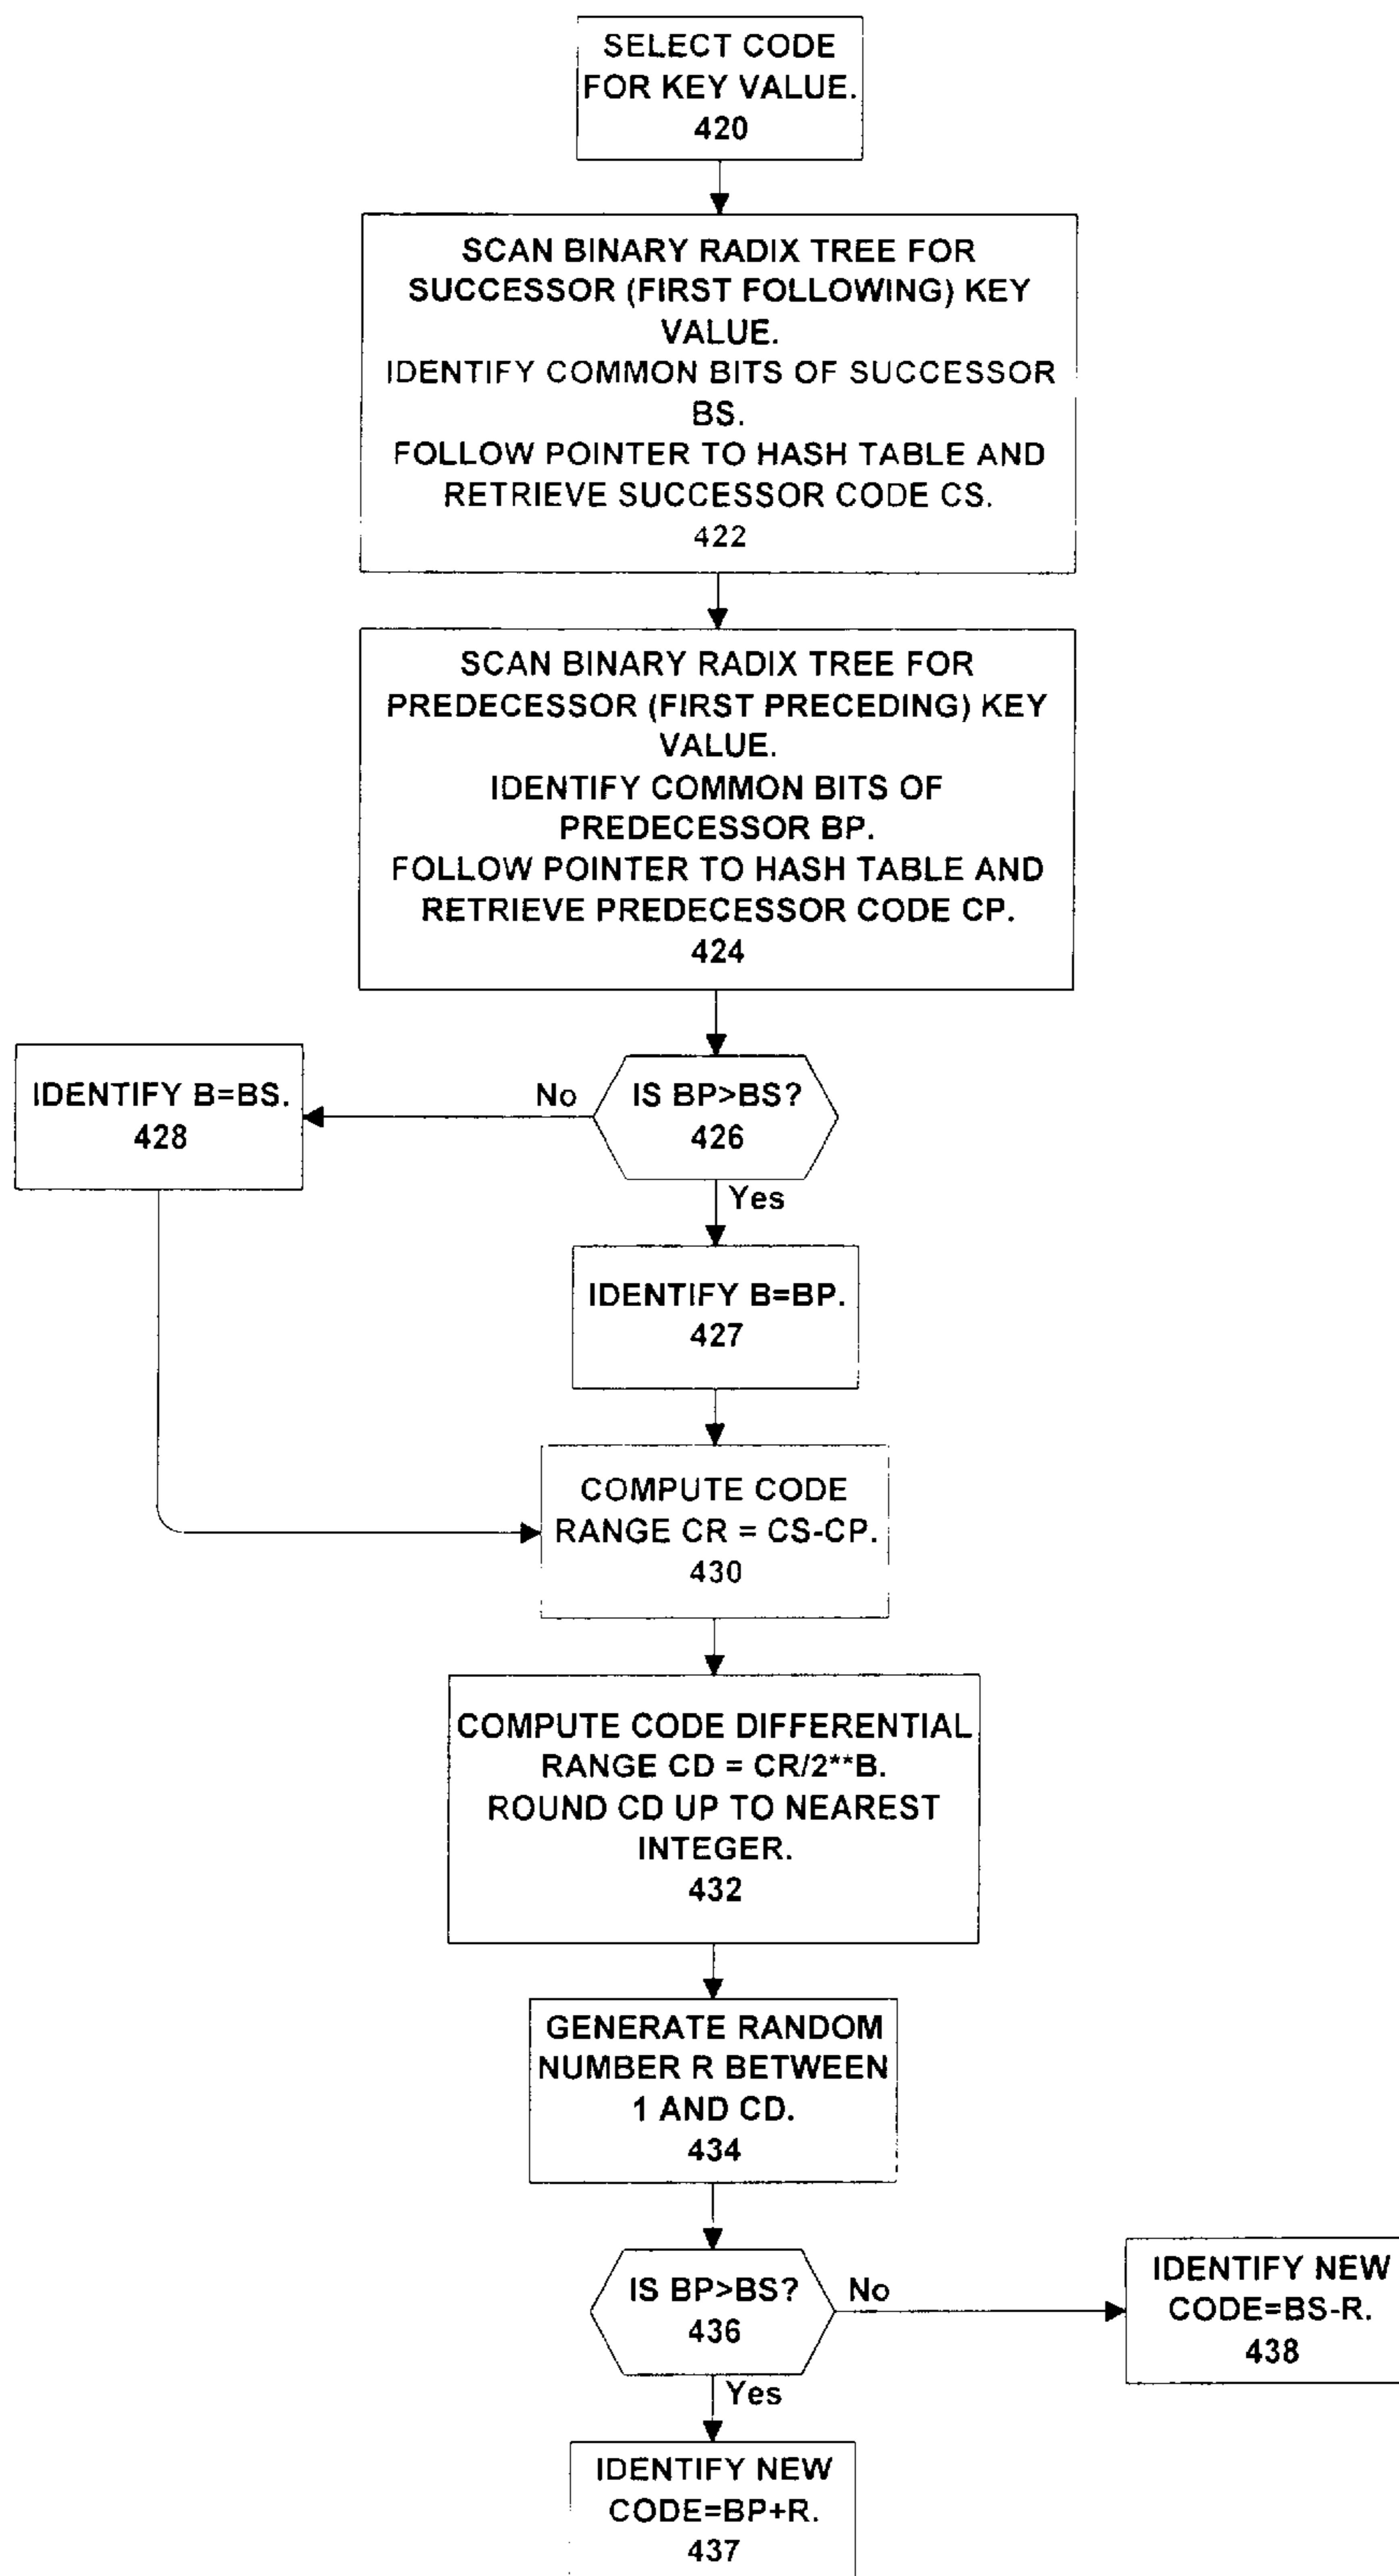 SELECT CODE
FOR KEY VALUE.
420
SCAN BINARY RADIX TREE FOR
SUCCESSOR (FIRST FOLLOWING) KEY
VALUE.
IDENTIFY COMMON BITS OF SUCCESSOR
BS.
FOLLOW POINTER TO HASH TABLE AND
RETRIEVE SUCCESSOR CODE CS.
422
SCAN BINARY RADIX TREE FOR
PREDECESSOR (FIRST PRECEDING) KEY
VALUE.
IDENTIFY COMMON BITS OF
PREDECESSOR BP.
FOLLOW POINTER TO HASH TABLE AND
RETRIEVE PREDECESSOR CODE CP.
424
IS BP>BS?
426
No
IDENTIFY B=BS.
428
Yes
IDENTIFY B=BP.
427
COMPUTE CODE
RANGE CR = CS-CP.
430
COMPUTE CODE DIFFERENTIAL
RANGE CD = CR/2**B.
ROUND CD UP TO NEAREST
INTEGER.
432
GENERATE RANDOM
NUMBER R BETWEEN
1 AND CD.
434
IS BP>BS?
436
No
IDENTIFY NEW
CODE=BS-R.
438
Yes
IDENTIFY NEW
CODE=BP+R.
437